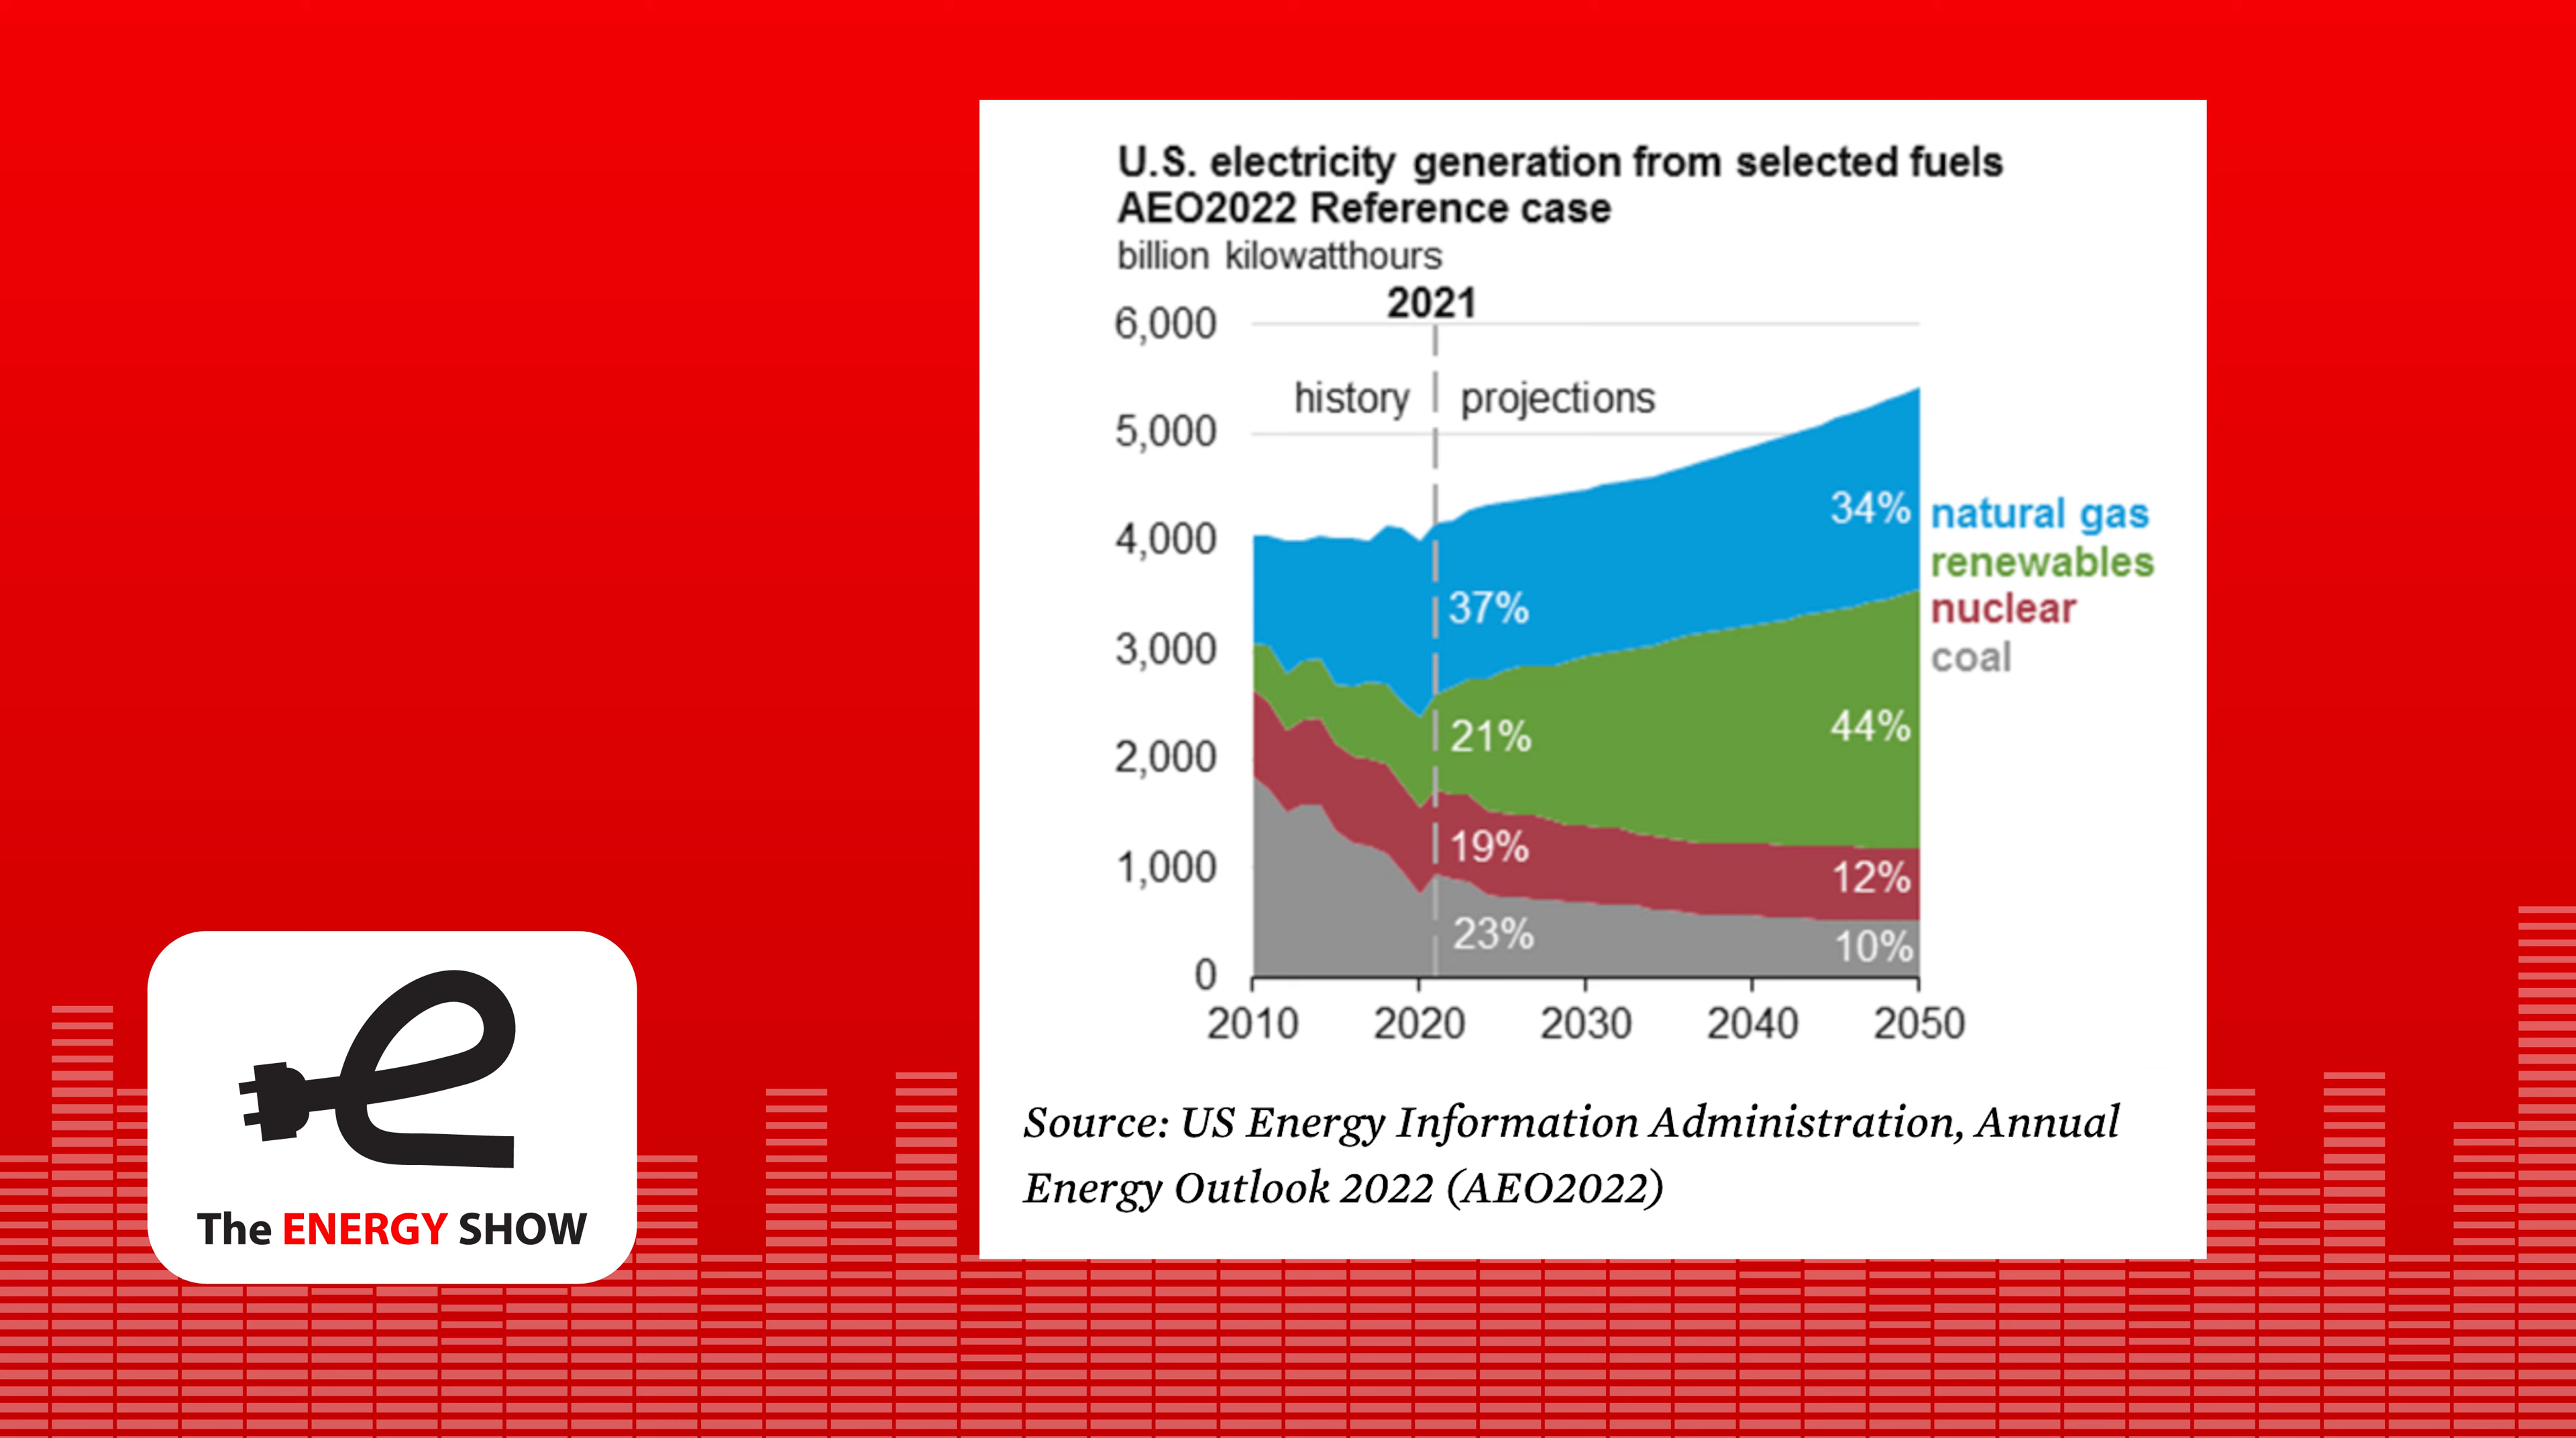 U.S. electricity generation from selected fuels
AEO2022 Reference case
billion kilowatthours
2021
6,000
history
projections
5,000
4,000
3,000
2,000
1,000
0
34%
natural gas
renewables
nuclear
coal
37%
21%
44%
19%
12%
23%
10%
2010
2020
2030
2040
2050
Source: US Energy Information Administration, Annual
Energy Outlook 2022 (AEO2022)
The ENERGY SHOW